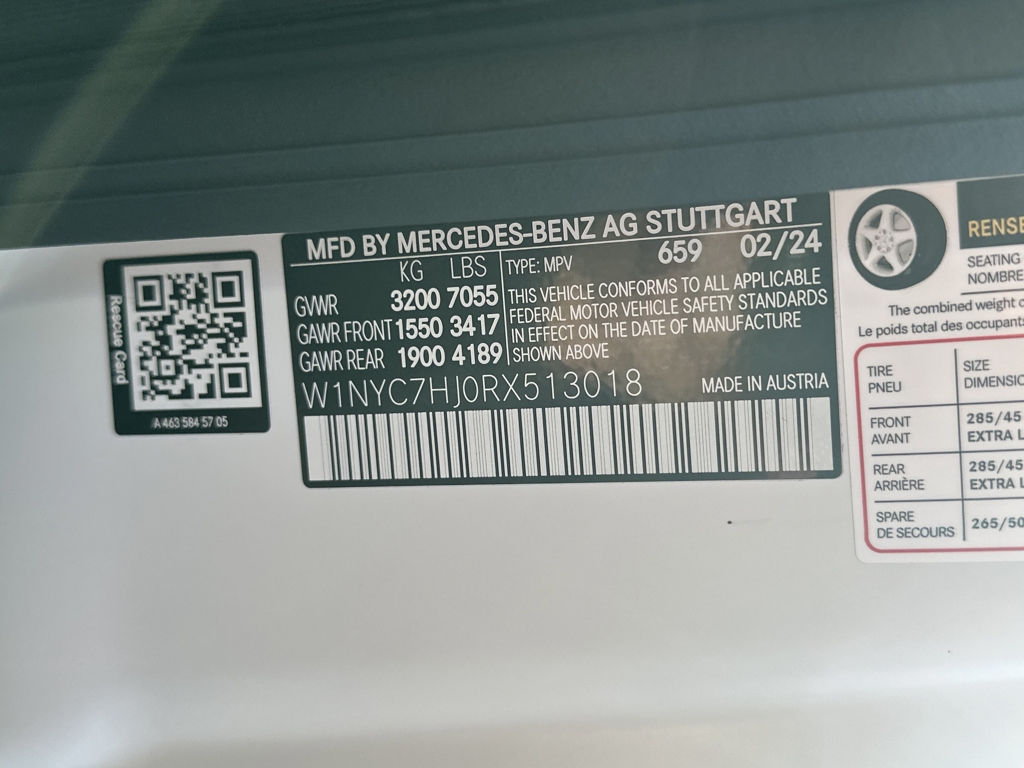 Rescue Card
A 463 584 57 05
MFD BY MERCEDES-BENZ AG STUTTGART
KG LBS TYPE: MPV 659 02/24
GVWR 3200 7055
GAWR FRONT 1550 3417
GAWR REAR 1900 4189
THIS VEHICLE CONFORMS TO ALL APPLICABLE
FEDERAL MOTOR VEHICLE SAFETY STANDARDS
IN EFFECT ON THE DATE OF MANUFACTURE
SHOWN ABOVE
W1NYC7HJ0RX513018 MADE IN AUSTRIA
RENSE
SEATING
NOMBRE
The combined weight
Le poids total des occupant
TIRE SIZE
PNEU DIMENSIO
FRONT 285/45
AVANT EXTRA L
REAR 285/45
ARRIÈRE EXTRA L
SPARE 265/50
DE SECOURS